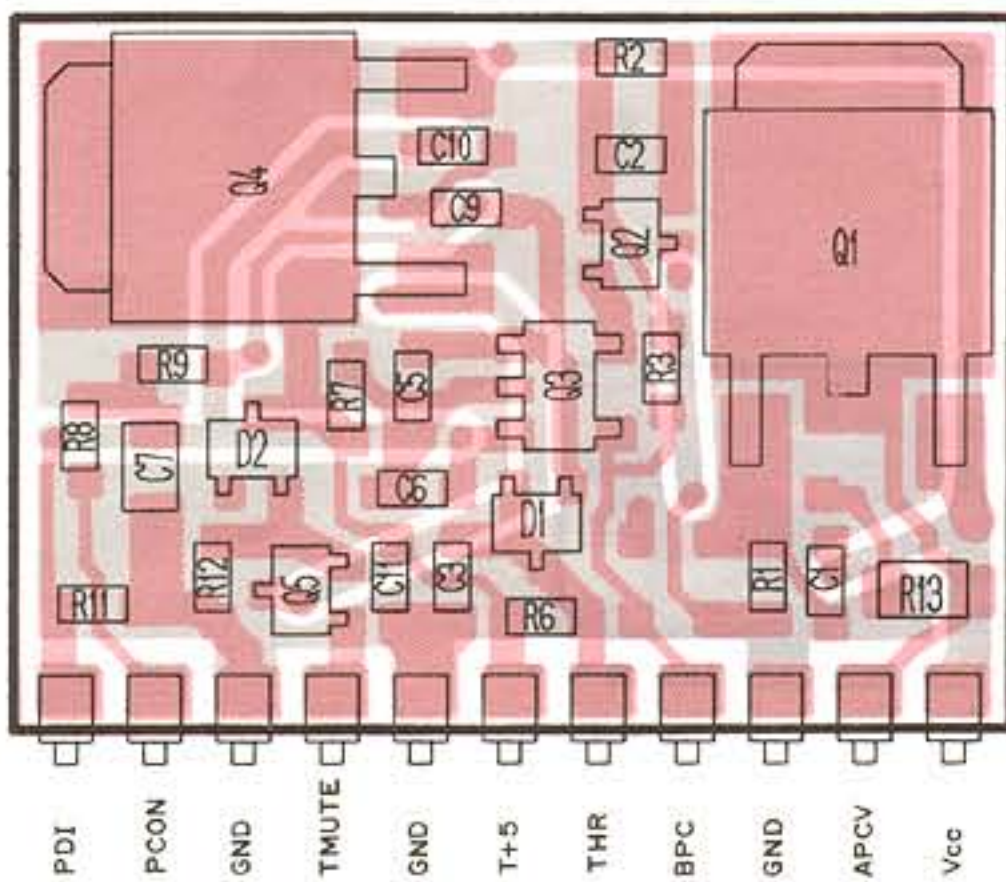 R2
Q4
C10
C2
C9
Q2
Q1
R9
R7
C5
Q3
R3
R8
C7
D2
C6
D1
R12
Q5
C11
C3
R1
C1
R13
R11
R6
PDI
PCON
GND
TMUTE
GND
T+5
THR
BPC
GND
APCV
Vcc